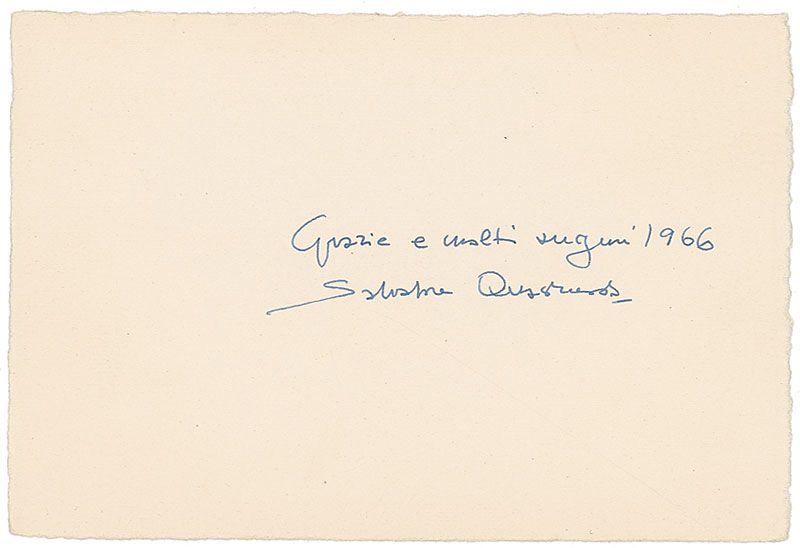 Grazie e molti auguri 1966
Salvatore Quasimodo